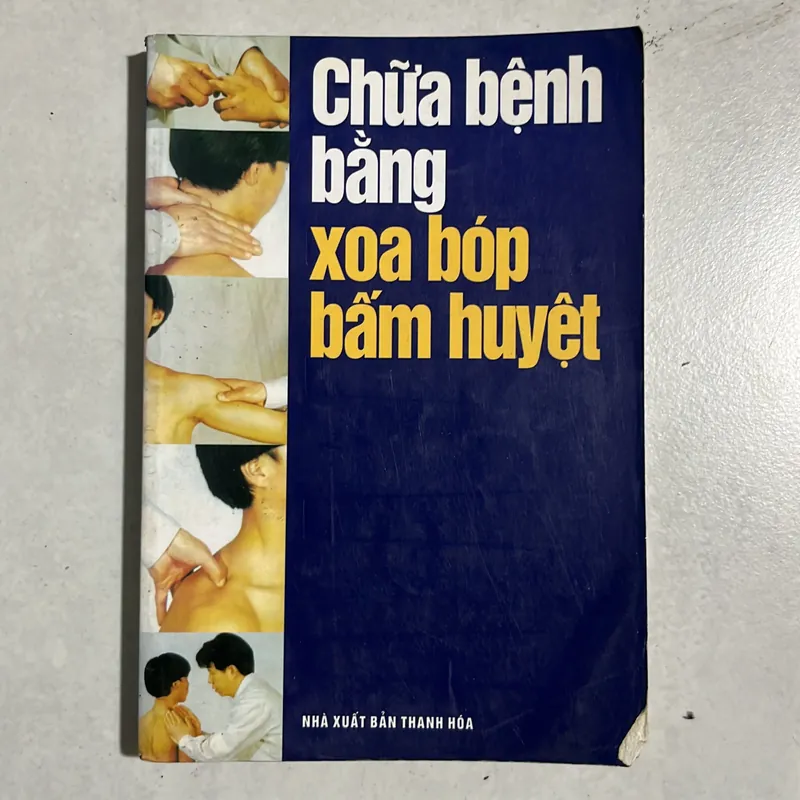 Chữa bệnh
bằng
xoa bóp
bấm huyệt
NHÀ XUẤT BẢN THANH HÓA